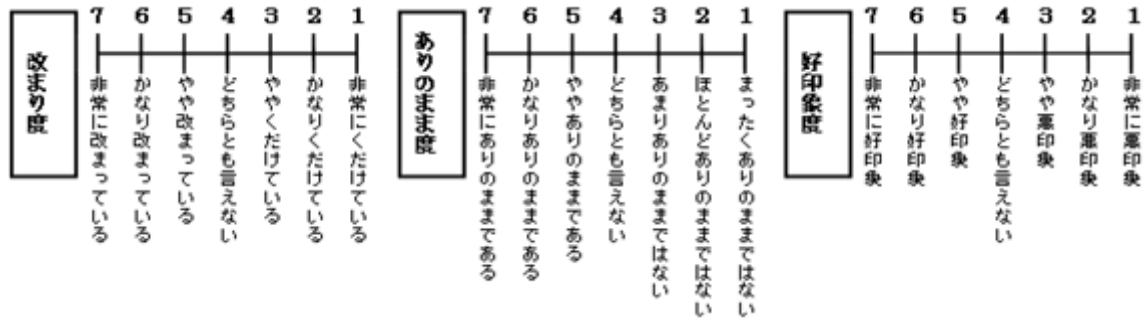 改まり度
7 6 5 4 3 2 1
非常に改まっている
かなり改まっている
やや改まっている
どちらとも言えない
ややくだけている
かなりくだけている
非常にくだけている
ありのまま度
7 6 5 4 3 2 1
非常にありのままである
かなりありのままである
ややありのままである
どちらとも言えない
あまりありのままではない
ほとんどありのままではない
まったくありのままではない
好印象度
7 6 5 4 3 2 1
非常に好印象
かなり好印象
やや好印象
どちらとも言えない
やや悪印象
かなり悪印象
非常に悪印象